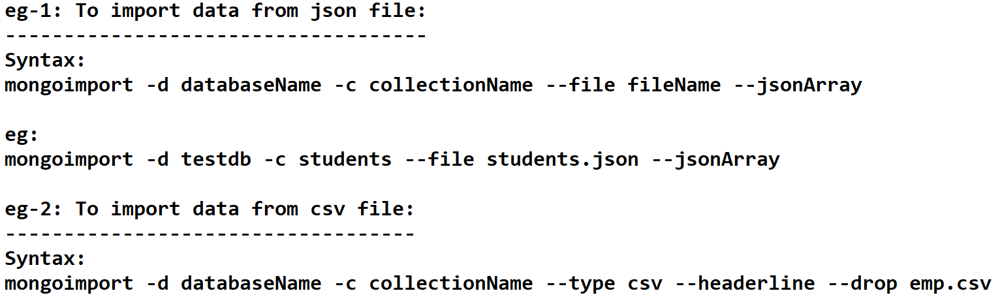 eg-1: To import data from json file:
------------------------------------
Syntax:
mongoimport -d databaseName -c collectionName --file fileName --jsonArray
eg:
mongoimport -d testdb -c students --file students.json --jsonArray
eg-2: To import data from csv file:
-----------------------------------
Syntax:
mongoimport -d databaseName -c collectionName --type csv --headerline --drop emp.csv